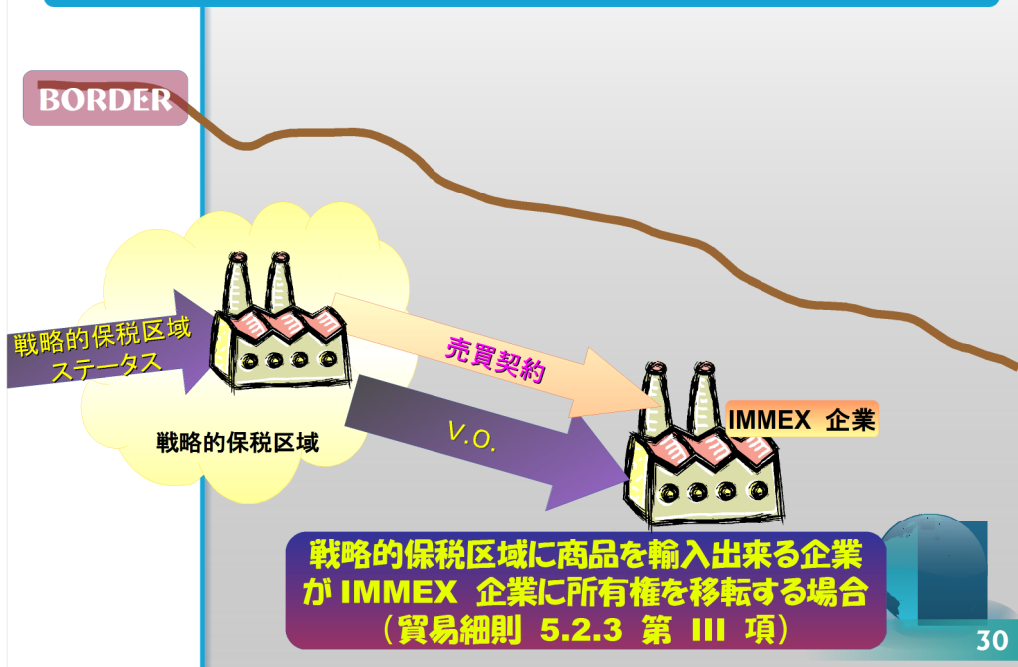 BORDER
戦略的保税区域
ステータス
売買契約
V.O.
IMMEX 企業
戦略的保税区域
戦略的保税区域に商品を輸入出来る企業
が IMMEX 企業に所有権を移転する場合
(貿易細則 5.2.3 第 III 項)
30